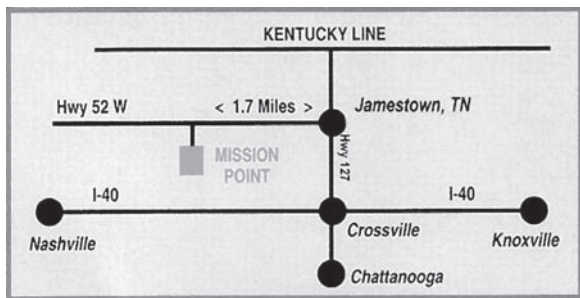 KENTUCKY LINE
Hwy 52 W
< 1.7 Miles >
Jamestown, TN
Hwy 127
MISSION
POINT
I-40
I-40
Nashville
Crossville
Knoxville
Chattanooga